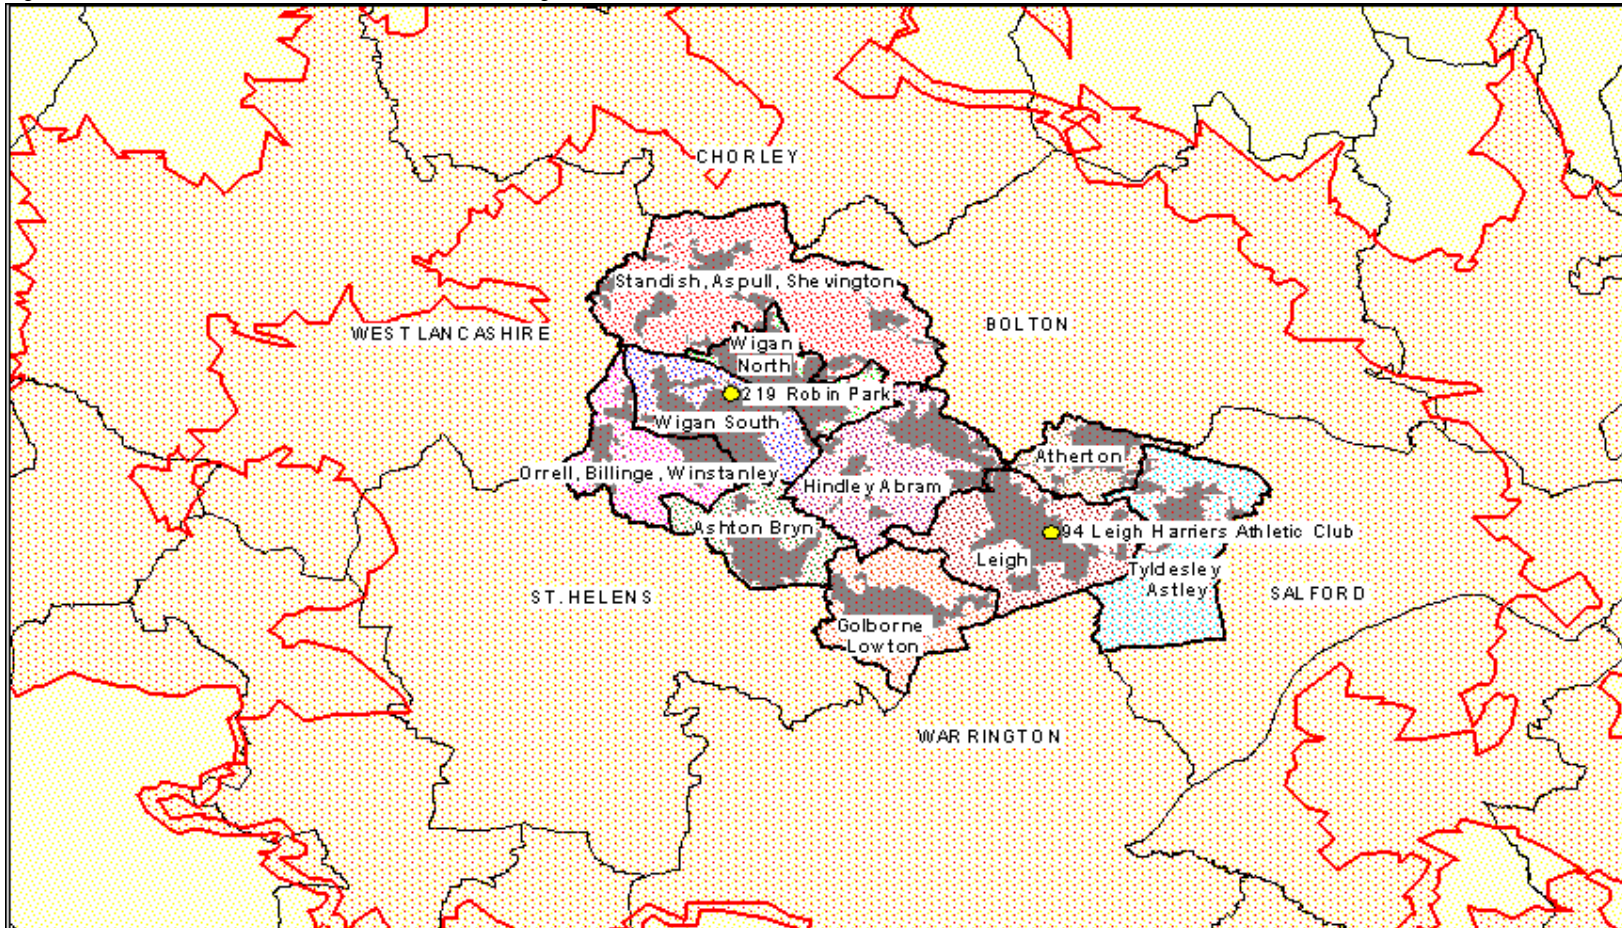 CHORLEY
Standish, Aspull, Shevington
BOLTON
WEST LANCASHIRE
Wigan
North
219 Robin Park
Wigan South
Atherton
Orrell, Billinge, Winstanley
Hindley Abram
Ashton Bryn
94 Leigh Harriers Athletic Club
Leigh
Tyldesley
Astley
ST.HELENS
SALFORD
Golborne
Lowton
WARRINGTON